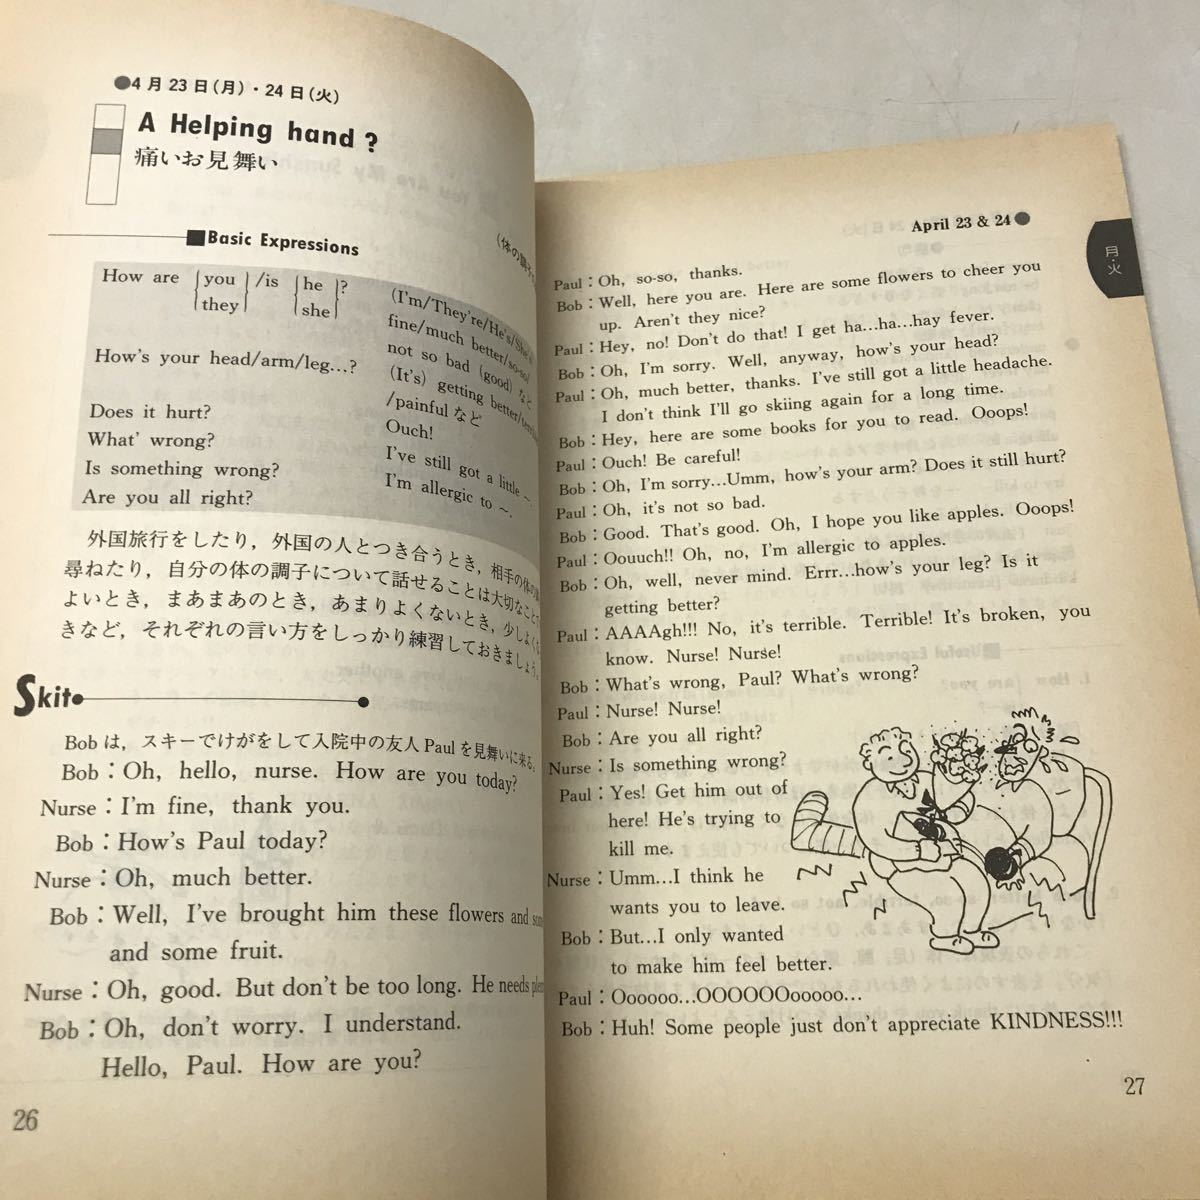 ●4月23日(月)・24日(火)
A Helping hand?
痛いお見舞い
■Basic Expressions
(体の調子
How are {you / they} /is {he / she}?
How's your head/arm/leg…?
Does it hurt?
What' wrong?
Is something wrong?
Are you all right?
(I'm/They're/He's/She's
fine/much better/so-so/
not so bad (good) など
(It's) getting better/
/painful など
Ouch!
I've still got a little ～.
I'm allergic to ～.
外国旅行をしたり，外国の人とつき合うとき，相手の体の
尋ねたり，自分の体の調子について話せることは大切なこと
よいとき，まあまあのとき，あまりよくないとき，少しよくな
きなど，それぞれの言い方をしっかり練習しておきましょう。
Skit
Bobは，スキーでけがをして入院中の友人Paulを見舞いに来る。
Bob：Oh, hello, nurse. How are you today?
Nurse：I'm fine, thank you.
Bob：How's Paul today?
Nurse：Oh, much better.
Bob：Well, I've brought him these flowers and
and some fruit.
Nurse：Oh, good. But don't be too long. He needs
Bob：Oh, don't worry. I understand.
Hello, Paul. How are you?
26
April 23 & 24●
月・火
Paul：Oh, so-so, thanks.
Bob：Well, here you are. Here are some flowers to cheer you
up. Aren't they nice?
Paul：Hey, no! Don't do that! I get ha…ha…hay fever.
Bob：Oh, I'm sorry. Well, anyway, how's your head?
Paul：Oh, much better, thanks. I've still got a little headache.
I don't think I'll go skiing again for a long time.
Bob：Hey, here are some books for you to read. Ooops!
Paul：Ouch! Be careful!
Bob：Oh, I'm sorry…Umm, how's your arm? Does it still hurt?
Paul：Oh, it's not so bad.
Bob：Good. That's good. Oh, I hope you like apples. Ooops!
Paul：Oouuch!! Oh, no, I'm allergic to apples.
Bob：Oh, well, never mind. Errr…how's your leg? Is it
getting better?
Paul：AAAAgh!!! No, it's terrible. Terrible! It's broken, you
know. Nurse! Nurse!
Bob：What's wrong, Paul? What's wrong?
Paul：Nurse! Nurse!
Bob：Are you all right?
Nurse：Is something wrong?
Paul：Yes! Get him out of
here! He's trying to
kill me.
Nurse：Umm…I think he
wants you to leave.
Bob：But…I only wanted
to make him feel better.
Paul：Oooooo…OOOOOOooooo…
Bob：Huh! Some people just don't appreciate KINDNESS!!!
27